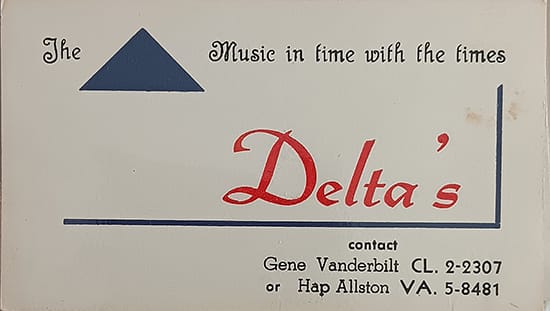 The Music in time with the times
Delta's
contact
Gene Vanderbilt CL. 2-2307
or Hap Allston VA. 5-8481